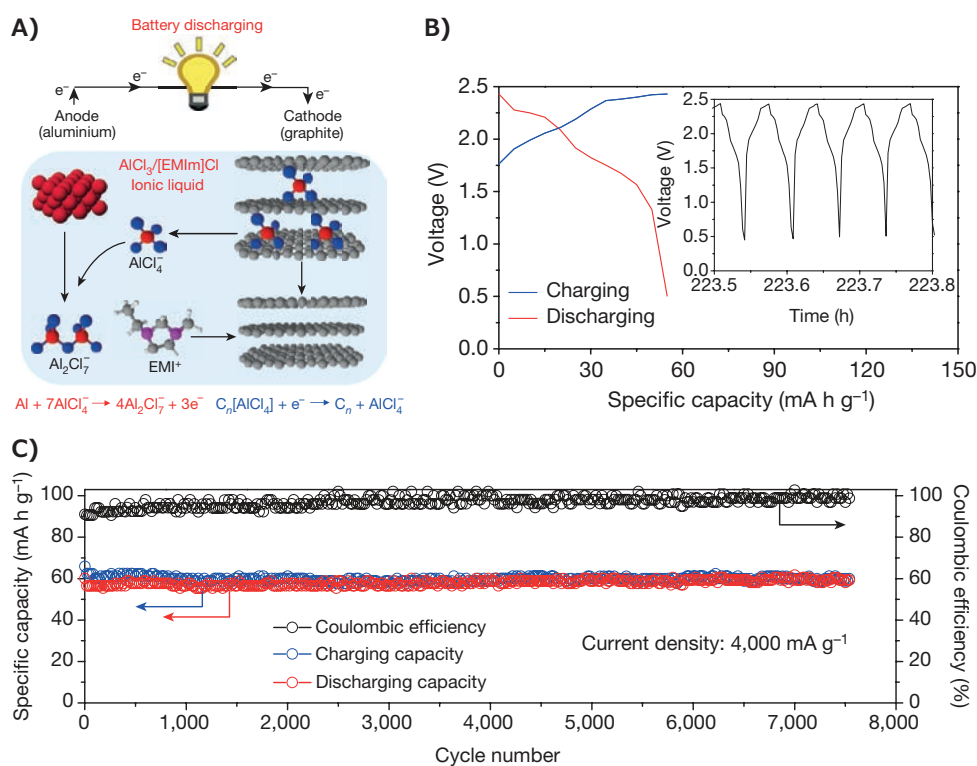 A)
Battery discharging
e⁻
e⁻
e⁻
e⁻
Anode
(aluminium)
Cathode
(graphite)
AlCl₃/[EMIm]Cl
Ionic liquid
AlCl₄⁻
Al₂Cl₇⁻
EMI⁺
Al + 7AlCl₄⁻ → 4Al₂Cl₇⁻ + 3e⁻
Cₙ[AlCl₄] + e⁻ → Cₙ + AlCl₄⁻
B)
Voltage (V)
2.5
2.0
1.5
1.0
0.5
0
0 30 60 90 120 150
Specific capacity (mA h g⁻¹)
Charging
Discharging
Voltage (V)
2.5
2.0
1.5
1.0
0.5
0
223.5 223.6 223.7 223.8
Time (h)
C)
Specific capacity (mA h g⁻¹)
100
80
60
40
20
0
0 1,000 2,000 3,000 4,000 5,000 6,000 7,000 8,000
Cycle number
Coulombic efficiency
Charging capacity
Discharging capacity
Current density: 4,000 mA g⁻¹
100
80
60
40
20
0
Coulombic efficiency (%)